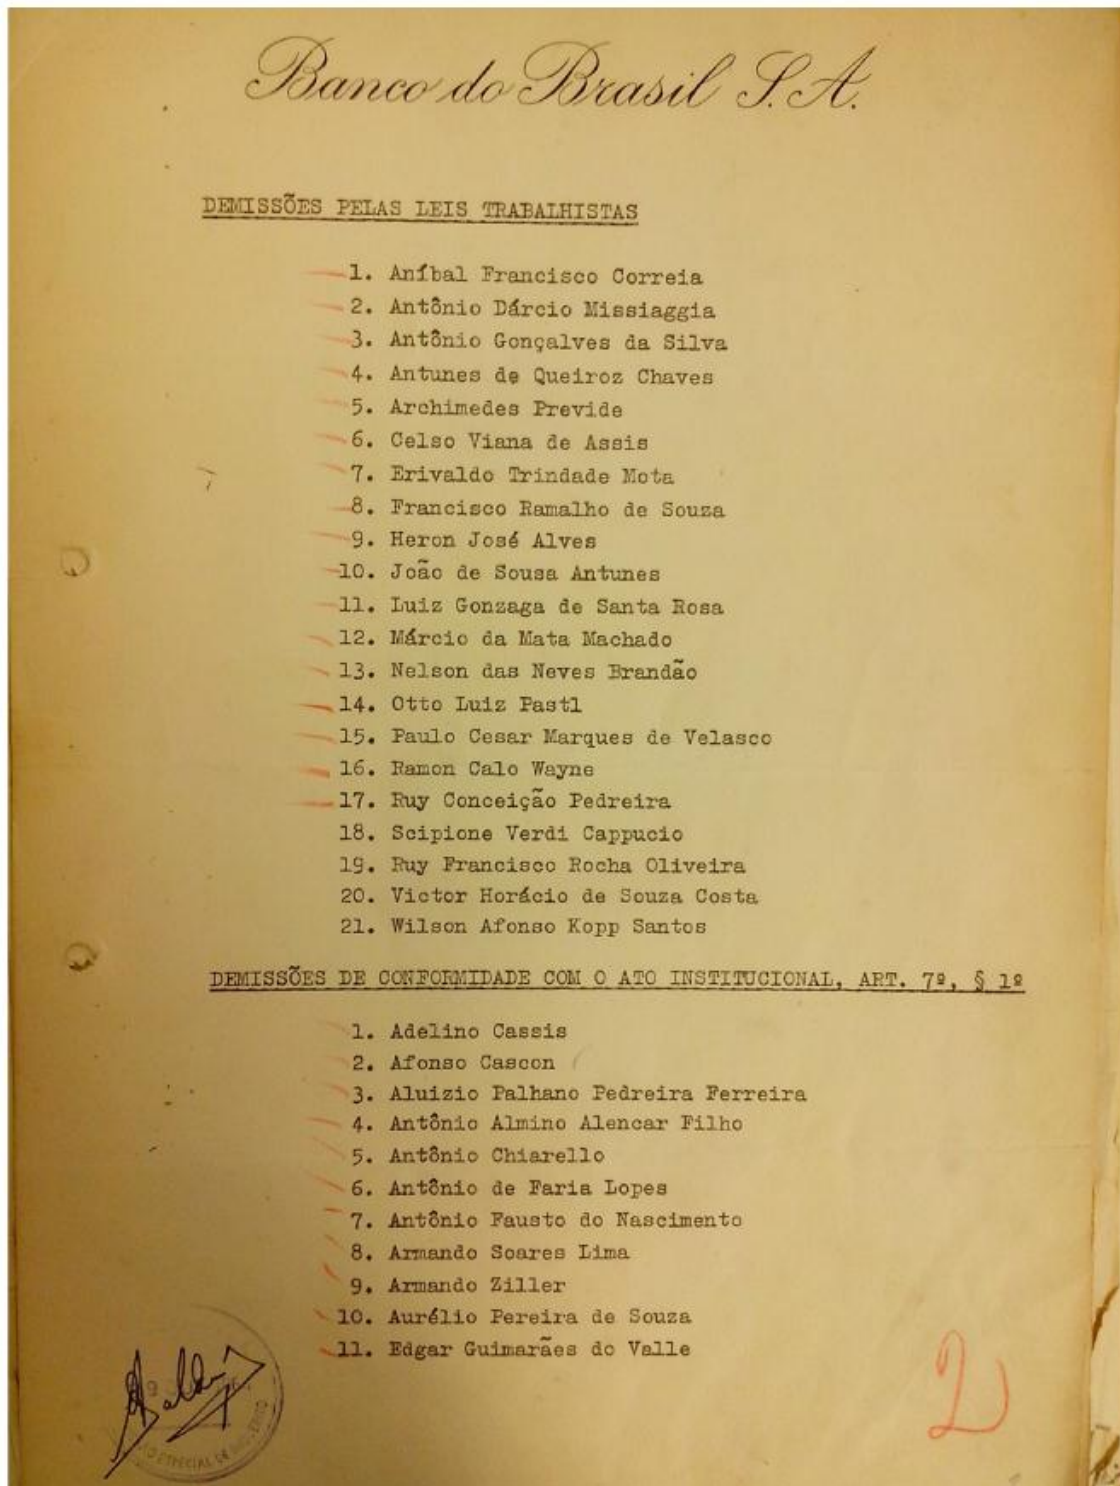 Banco do Brasil S.A.
DEMISSÕES PELAS LEIS TRABALHISTAS
1. Aníbal Francisco Correia
2. Antônio Dárcio Missiaggia
3. Antônio Gonçalves da Silva
4. Antunes de Queiroz Chaves
5. Archimedes Previde
6. Celso Viana de Assis
7. Erivaldo Trindade Mota
8. Francisco Ramalho de Souza
9. Heron José Alves
10. João de Sousa Antunes
11. Luiz Gonzaga de Santa Rosa
12. Márcio da Mata Machado
13. Nelson das Neves Brandão
14. Otto Luiz Pastl
15. Paulo Cesar Marques de Velasco
16. Ramon Calo Wayne
17. Ruy Conceição Pedreira
18. Scipione Verdi Cappucio
19. Ruy Francisco Rocha Oliveira
20. Victor Horácio de Souza Costa
21. Wilson Afonso Kopp Santos
DEMISSÕES DE CONFORMIDADE COM O ATO INSTITUCIONAL, ART. 7º, § 1º
1. Adelino Cassis
2. Afonso Cascon
3. Aluizio Palhano Pedreira Ferreira
4. Antônio Almino Alencar Filho
5. Antônio Chiarello
6. Antônio de Faria Lopes
7. Antônio Fausto do Nascimento
8. Armando Soares Lima
9. Armando Ziller
10. Aurélio Pereira de Souza
11. Edgar Guimarães do Valle
2
ESPECIAL DE